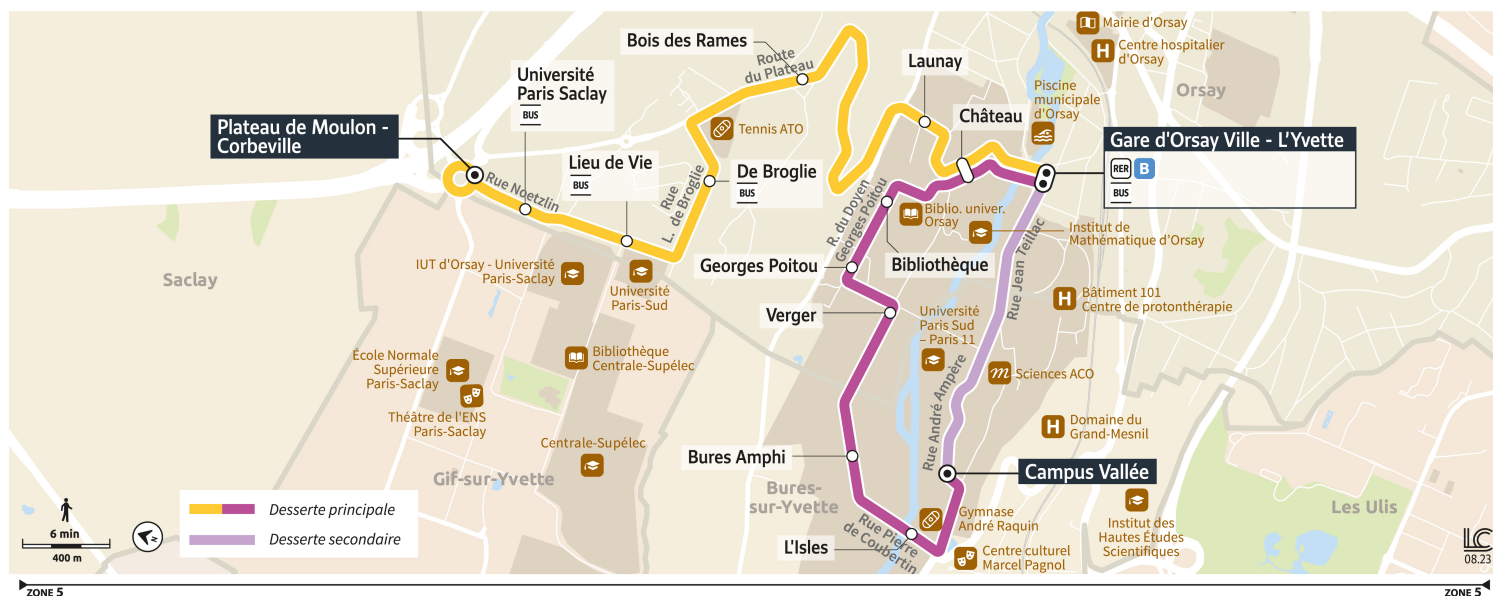 Mairie d'Orsay
Centre hospitalier
d'Orsay
Bois des Rames
Route
du Plateau
Launay
Orsay
Université
Paris Saclay
BUS
Piscine
municipale
d'Orsay
Château
Plateau de Moulon -
Corbeville
Tennis ATO
Gare d'Orsay Ville - L'Yvette
RER B
BUS
Lieu de Vie
BUS
De Broglie
BUS
Rue Noetzlin
Rue
L. de Broglie
R. du Doyen
Georges Poitou
Biblio. univer.
Orsay
Institut de
Mathématique d'Orsay
Rue Jean Teillac
Saclay
IUT d'Orsay - Université
Paris-Saclay
Université
Paris-Sud
Georges Poitou
Bibliothèque
Bâtiment 101
Centre de protonthérapie
Verger
Université
Paris Sud
– Paris 11
École Normale
Supérieure
Paris-Saclay
Bibliothèque
Centrale-Supélec
m
Sciences ACO
Rue André Ampère
Théâtre de l'ENS
Paris-Saclay
Domaine du
Grand-Mesnil
Centrale-Supélec
Bures Amphi
Campus Vallée
Gif-sur-Yvette
Bures-
sur-Yvette
Les Ulis
Desserte principale
Desserte secondaire
6 min
400 m
N
Rue Pierre
de Coubertin
Gymnase
André Raquin
Institut des
Hautes Études
Scientifiques
L'Isles
Centre culturel
Marcel Pagnol
LC
08.23
ZONE 5
ZONE 5